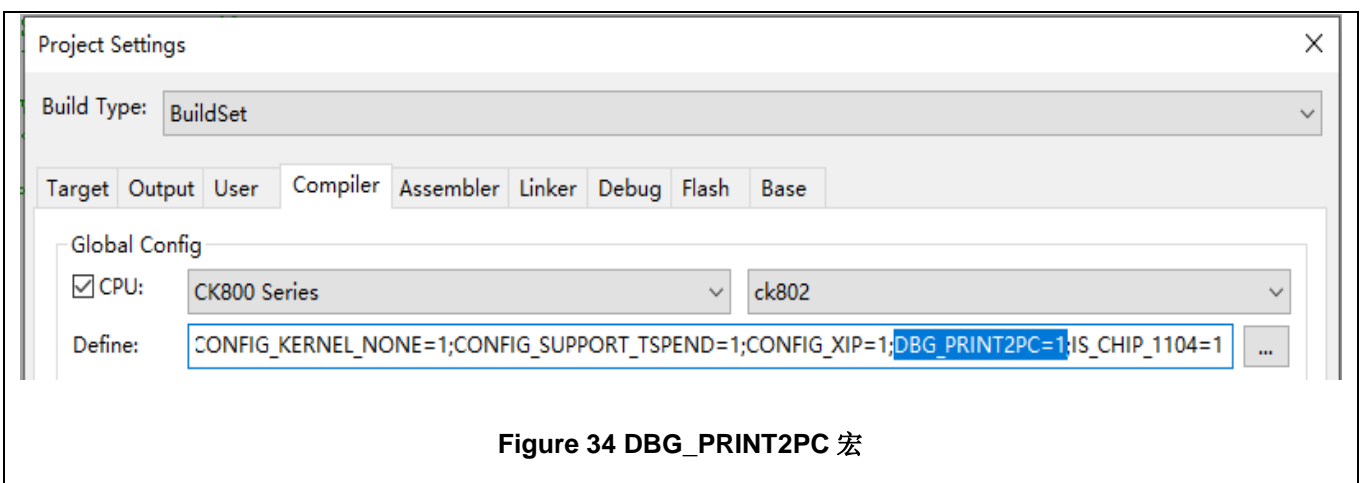 Project Settings
Build Type: BuildSet
Target Output User Compiler Assembler Linker Debug Flash Base
Global Config
CPU: CK800 Series ck802
Define: CONFIG_KERNEL_NONE=1;CONFIG_SUPPORT_TSPEND=1;CONFIG_XIP=1;DBG_PRINT2PC=1;IS_CHIP_1104=1 ...
Figure 34 DBG_PRINT2PC 宏